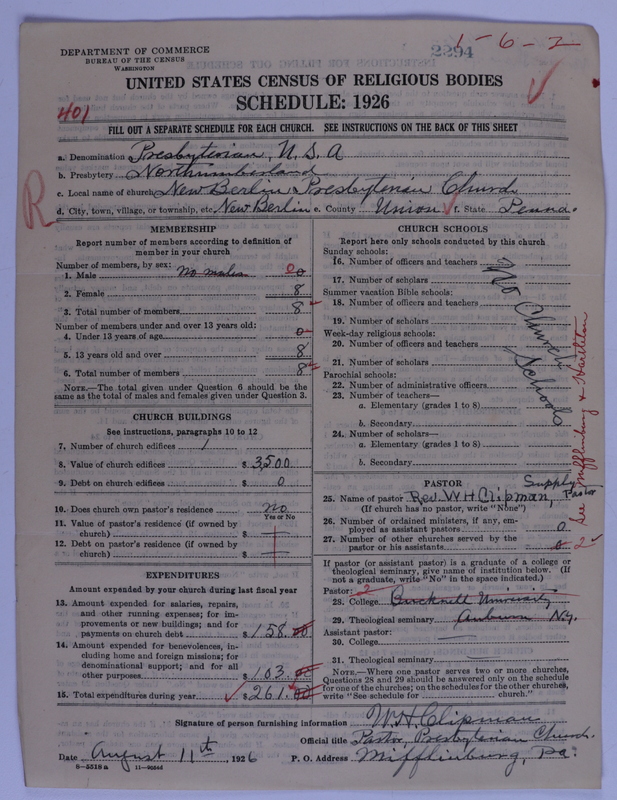 DEPARTMENT OF COMMERCE
BUREAU OF THE CENSUS
WASHINGTON
2294
1-6-2
UNITED STATES CENSUS OF RELIGIOUS BODIES
SCHEDULE: 1926
401
FILL OUT A SEPARATE SCHEDULE FOR EACH CHURCH. SEE INSTRUCTIONS ON THE BACK OF THIS SHEET
a. Denomination Presbyterian, U.S.A
b. Presbytery Northumberland
c. Local name of church New Berlin Presbyterian Church
d. City, town, village, or township, etc. New Berlin e. County Union f. State Penna.
R
MEMBERSHIP
Report number of members according to definition of
member in your church
Number of members, by sex:
1. Male No males 0
2. Female 8
3. Total number of members 8
Number of members under and over 13 years old:
4. Under 13 years of age 0
5. 13 years old and over 8
6. Total number of members 8
NOTE.—The total given under Question 6 should be the
same as the total of males and females given under Question 3.
CHURCH BUILDINGS
See instructions, paragraphs 10 to 12
7. Number of church edifices 1
8. Value of church edifices $ 3,500
9. Debt on church edifices $ 0
10. Does church own pastor's residence No
Yes or No
11. Value of pastor's residence (if owned by
church) $
12. Debt on pastor's residence (if owned by
church) $
EXPENDITURES
Amount expended by your church during last fiscal year
13. Amount expended for salaries, repairs,
and other running expenses; for im-
provements or new buildings; and for
payments on church debt $ 158.00
14. Amount expended for benevolences, in-
cluding home and foreign missions; for
denominational support; and for all
other purposes $ 103.00
15. Total expenditures during year $ 261.00
CHURCH SCHOOLS
Report here only schools conducted by this church
Sunday schools:
16. Number of officers and teachers
17. Number of scholars
Summer vacation Bible schools:
18. Number of officers and teachers
19. Number of scholars
Week-day religious schools:
20. Number of officers and teachers
21. Number of scholars
Parochial schools:
22. Number of administrative officers
23. Number of teachers—
a. Elementary (grades 1 to 8)
b. Secondary
24. Number of scholars—
a. Elementary (grades 1 to 8)
b. Secondary
No Church Schools
See Mifflinburg & Hartleton
PASTOR
Supply
25. Name of pastor Rev. W H Clipman, Pastor
(If church has no pastor, write "None")
26. Number of ordained ministers, if any, em-
ployed as assistant pastors 0
27. Number of other churches served by the
pastor or his assistants 0 2
If pastor (or assistant pastor) is a graduate of a college or
theological seminary, give name of institution below. (If
not a graduate, write "No" in the space indicated.)
Pastor: 2
28. College Bucknell University
29. Theological seminary Auburn N.Y.
Assistant pastor:
30. College
31. Theological seminary
NOTE.—Where one pastor serves two or more churches,
Questions 28 and 29 should be answered only on the schedule
for one of the churches; on the schedules for the other churches,
write "See schedule for ____ church."
Signature of person furnishing information W.H. Clipman
Official title Pastor, Presbyterian Church.
Date August 11th, 1926 P. O. Address Mifflinburg, Pa.
8-5518a